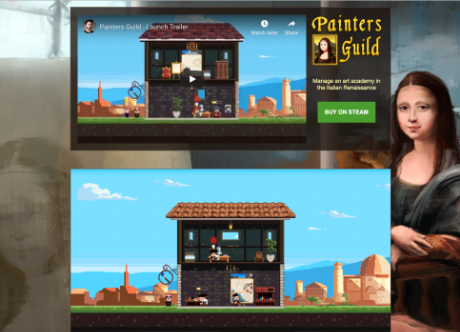 Painters Guild - Launch Trailer
Watch later
Share
Painters
Guild
Manage an art academy in
the Italian Renaissance
BUY ON STEAM